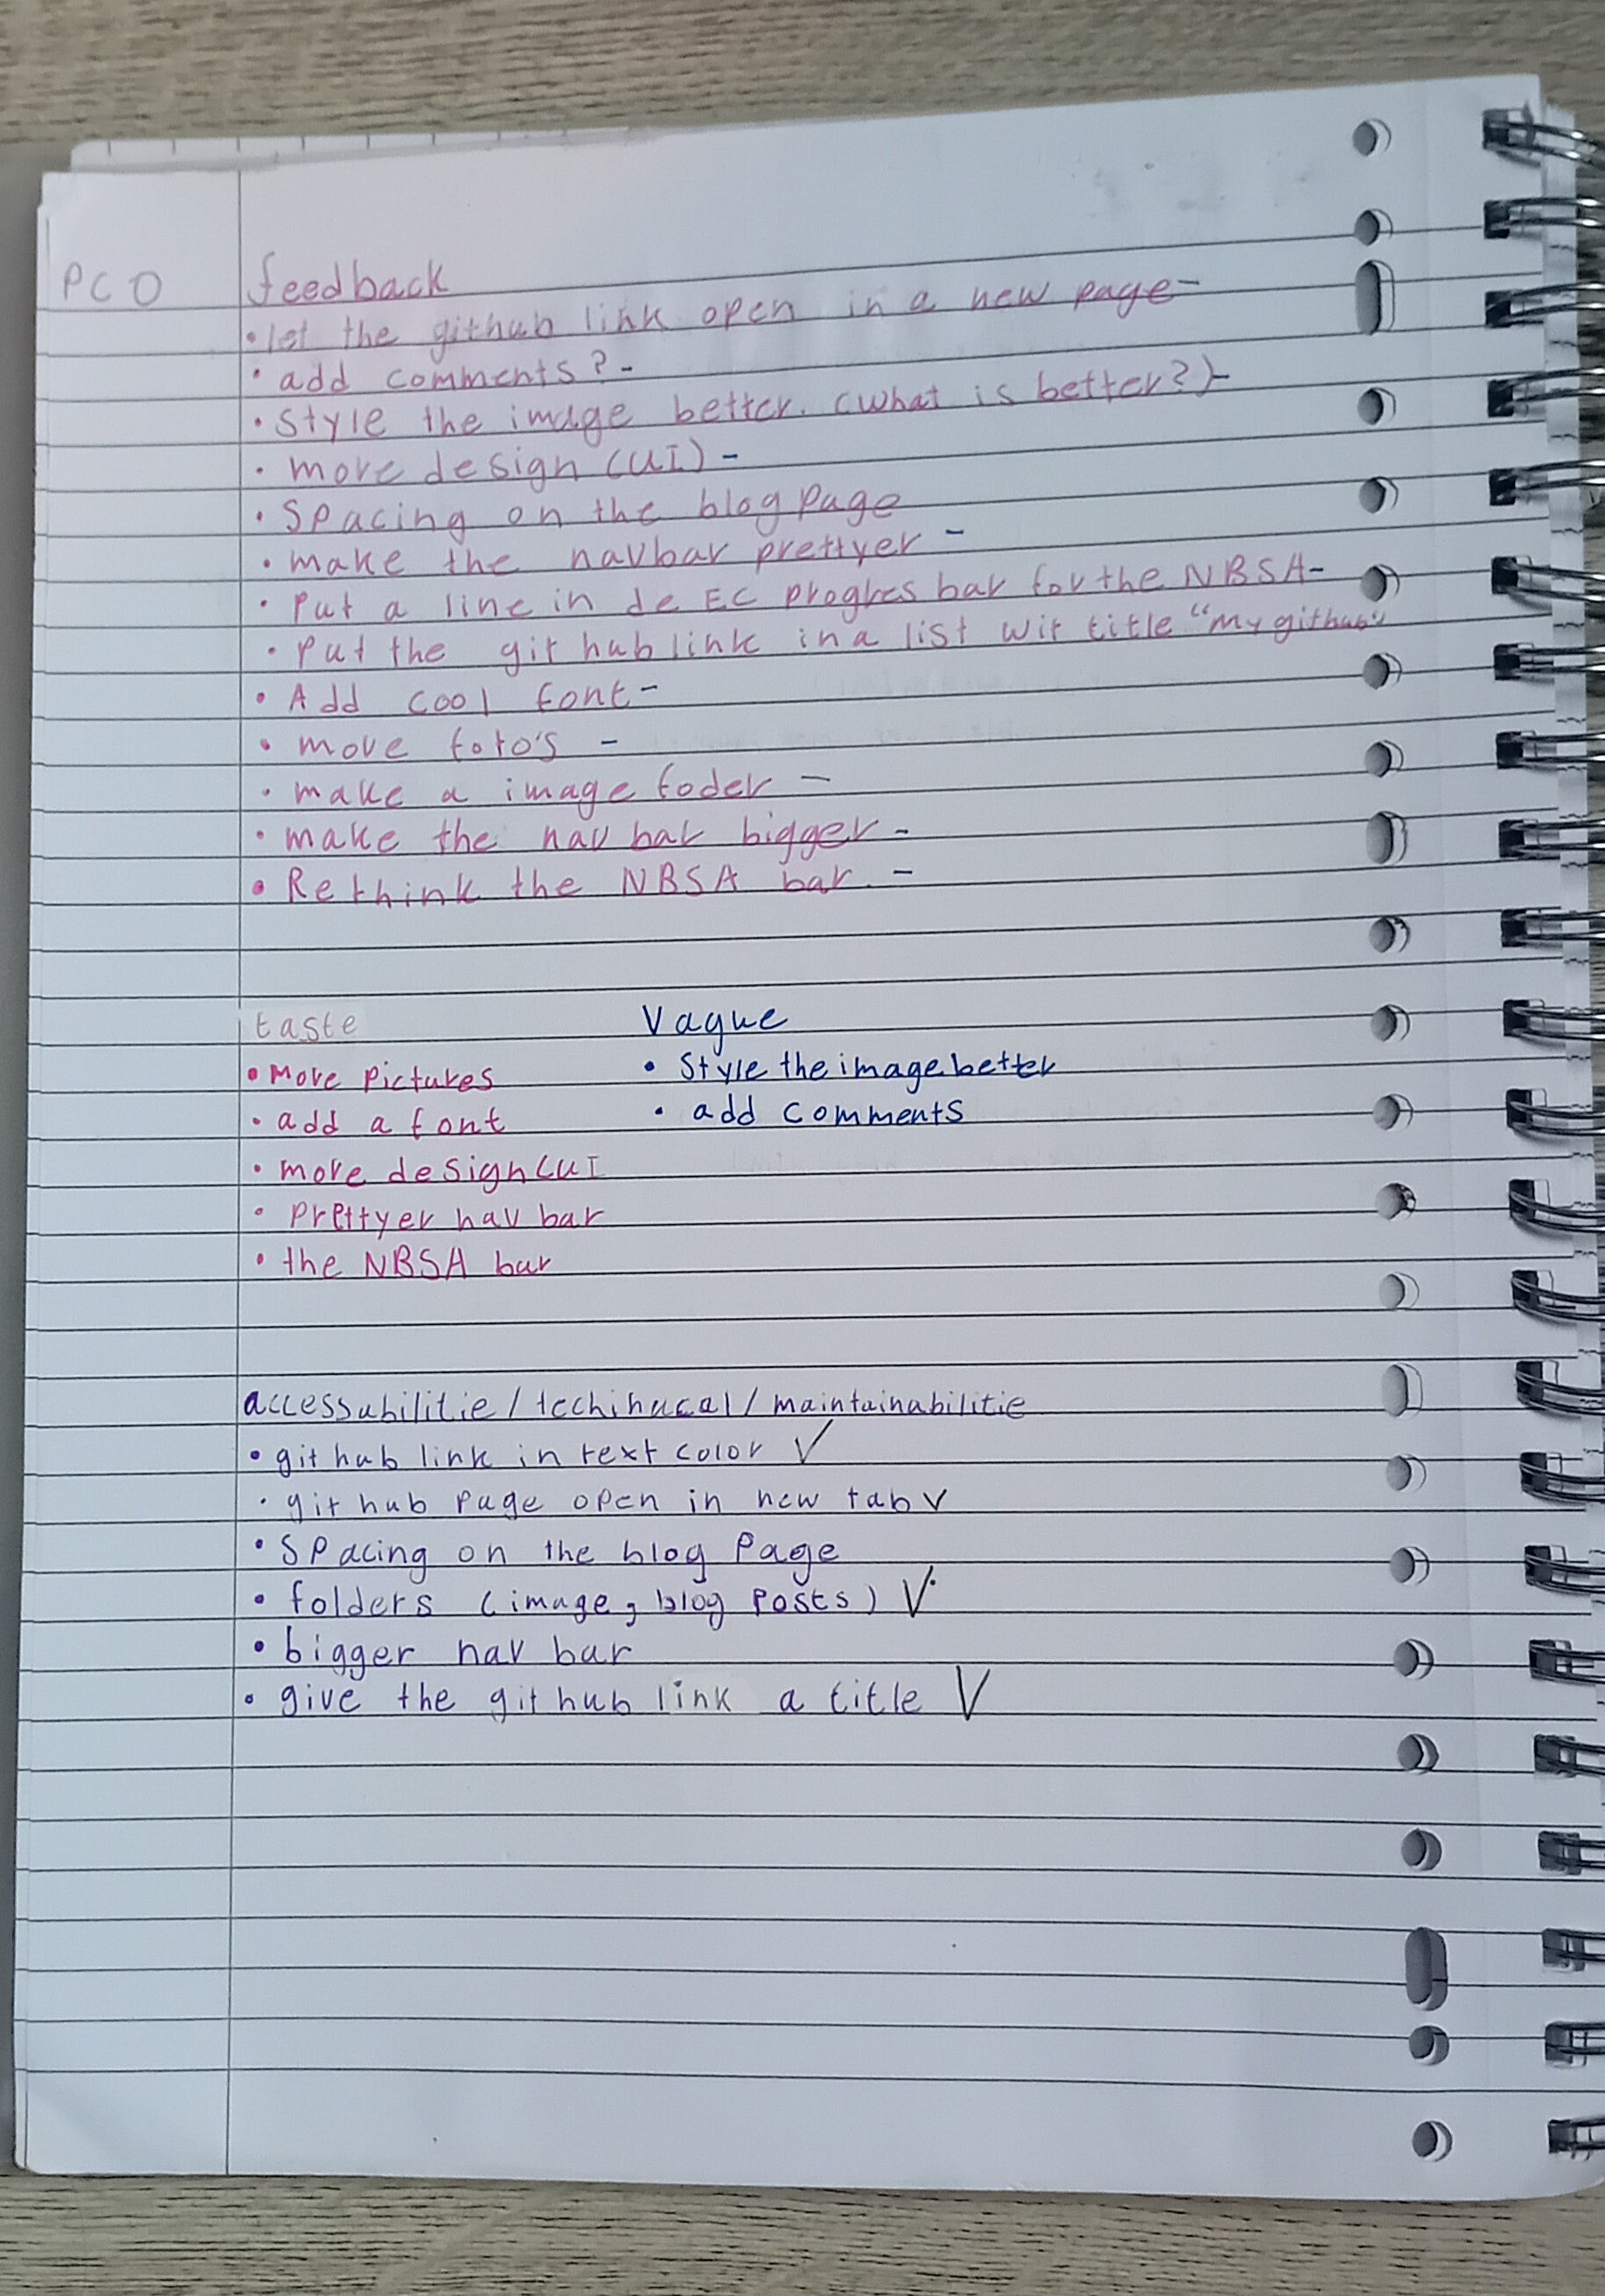 PCO
feedback
• let the github link open in a new page -
• add comments? -
• style the image better. (what is better?) -
• more design (UI) -
• Spacing on the blog page
• make the navbar prettyer -
• Put a line in de EC progres bar for the NBSA -
• put the git hub link in a list wit title "my github"
• Add cool font -
• more foto's -
• make a image foder -
• make the nav bar bigger -
• Rethink the NBSA bar. -
taste
• More pictures
• add a font
• more design (UI
• prettyer nav bar
• the NBSA bar
Vague
• Style the image better
• add comments
accessabilitie / techinacal / maintainabilitie
• git hub link in text color V
• git hub page open in new tab V
• Spacing on the blog Page
• folders (image, blog posts) V
• bigger nav bar
• give the git hub link a title V